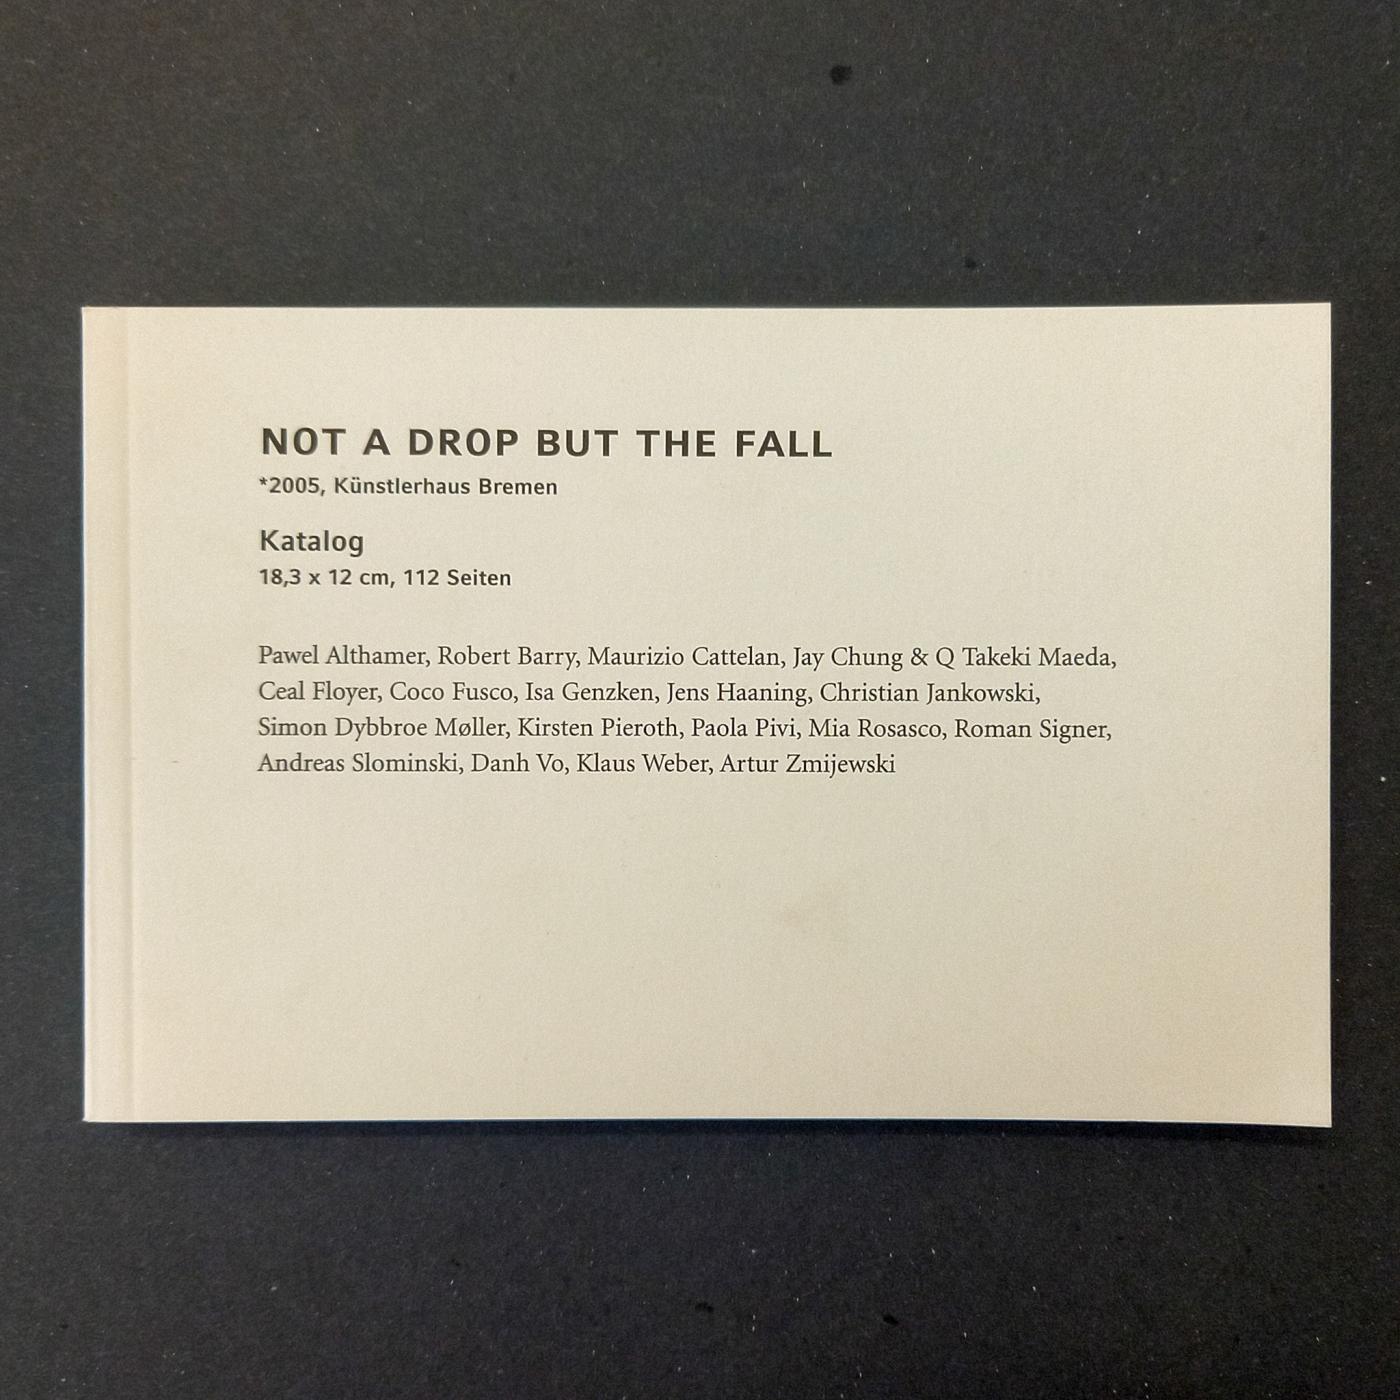 NOT A DROP BUT THE FALL
*2005, Künstlerhaus Bremen
Katalog
18,3 x 12 cm, 112 Seiten
Pawel Althamer, Robert Barry, Maurizio Cattelan, Jay Chung & Q Takeki Maeda,
Ceal Floyer, Coco Fusco, Isa Genzken, Jens Haaning, Christian Jankowski,
Simon Dybbroe Møller, Kirsten Pieroth, Paola Pivi, Mia Rosasco, Roman Signer,
Andreas Slominski, Danh Vo, Klaus Weber, Artur Zmijewski